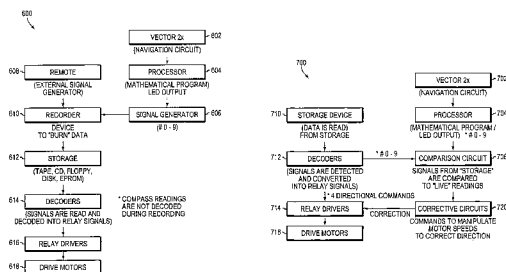 600
VECTOR 2x
602
(NAVIGATION CIRCUIT)
608
REMOTE
(EXTERNAL SIGNAL
GENERATOR)
PROCESSOR
604
(MATHEMATICAL PROGRAM)
LED OUTPUT
610
RECORDER
SIGNAL GENERATOR
606
DEVICE
TO "BURN" DATA
(# 0 - 9)
612
STORAGE
(TAPE, CD, FLOPPY,
DISK, EPROM)
614
DECODERS
(SIGNALS ARE READ AND
DECODED INTO RELAY SIGNALS)
* COMPASS READINGS
ARE NOT DECODED
DURING RECORDING
616
RELAY DRIVERS
618
DRIVE MOTORS
700
VECTOR 2x
702
(NAVIGATION CIRCUIT)
710
STORAGE DEVICE
(DATA IS READ)
FROM STORAGE
PROCESSOR
704
(MATHEMATICAL PROGRAM /
LED OUTPUT) * # 0 - 9
* # 0 - 9
712
DECODERS
(SIGNALS ARE DETECTED
AND CONVERTED
INTO RELAY SIGNALS)
COMPARISON CIRCUIT
706
SIGNALS FROM "STORAGE"
ARE COMPARED
TO "LIVE" READINGS
* 4 DIRECTIONAL COMMANDS
714
RELAY DRIVERS
CORRECTION
CORRECTIVE CIRCUITS
720
COMMANDS TO MANIPULATE
MOTOR SPEEDS
TO CORRECT DIRECTION
718
DRIVE MOTORS